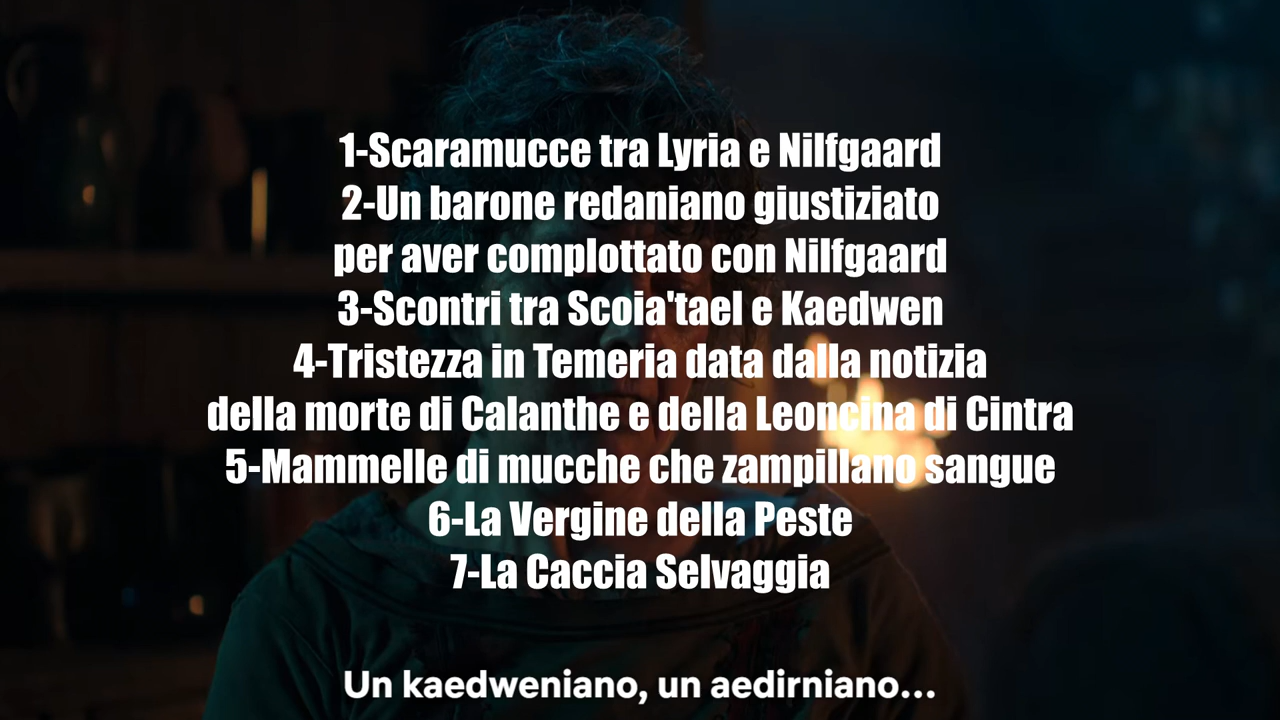 1-Scaramucce tra Lyria e Nilfgaard
2-Un barone redaniano giustiziato
per aver complottato con Nilfgaard
3-Scontri tra Scoia'tael e Kaedwen
4-Tristezza in Temeria data dalla notizia
della morte di Calanthe e della Leoncina di Cintra
5-Mammelle di mucche che zampillano sangue
6-La Vergine della Peste
7-La Caccia Selvaggia
Un kaedweniano, un aedirniano...